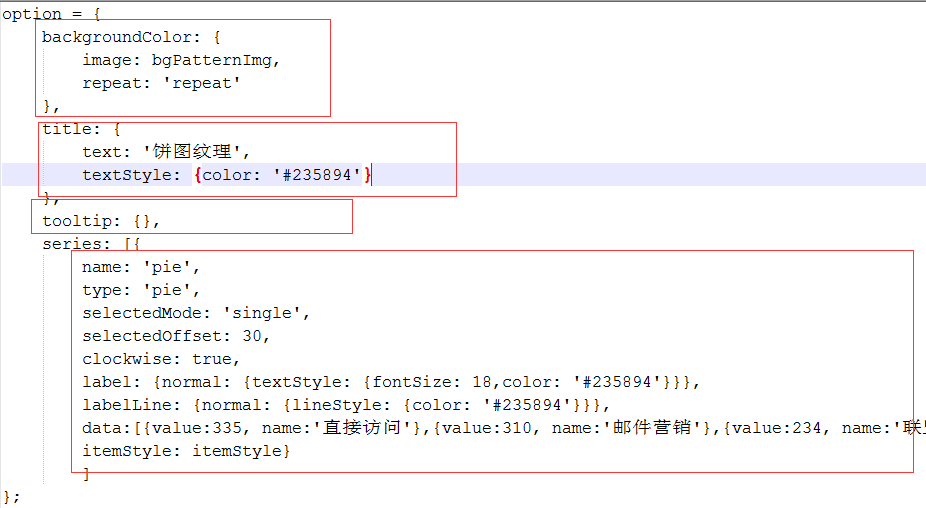 option = {
    backgroundColor: {
        image: bgPatternImg,
        repeat: 'repeat'
    },
    title: {
        text: '饼图纹理',
        textStyle: {color: '#235894'}
    },
    tooltip: {},
    series: [{
        name: 'pie',
        type: 'pie',
        selectedMode: 'single',
        selectedOffset: 30,
        clockwise: true,
        label: {normal: {textStyle: {fontSize: 18,color: '#235894'}}},
        labelLine: {normal: {lineStyle: {color: '#235894'}}},
        data:[{value:335, name:'直接访问'},{value:310, name:'邮件营销'},{value:234, name:'联
        itemStyle: itemStyle}
        ]
};